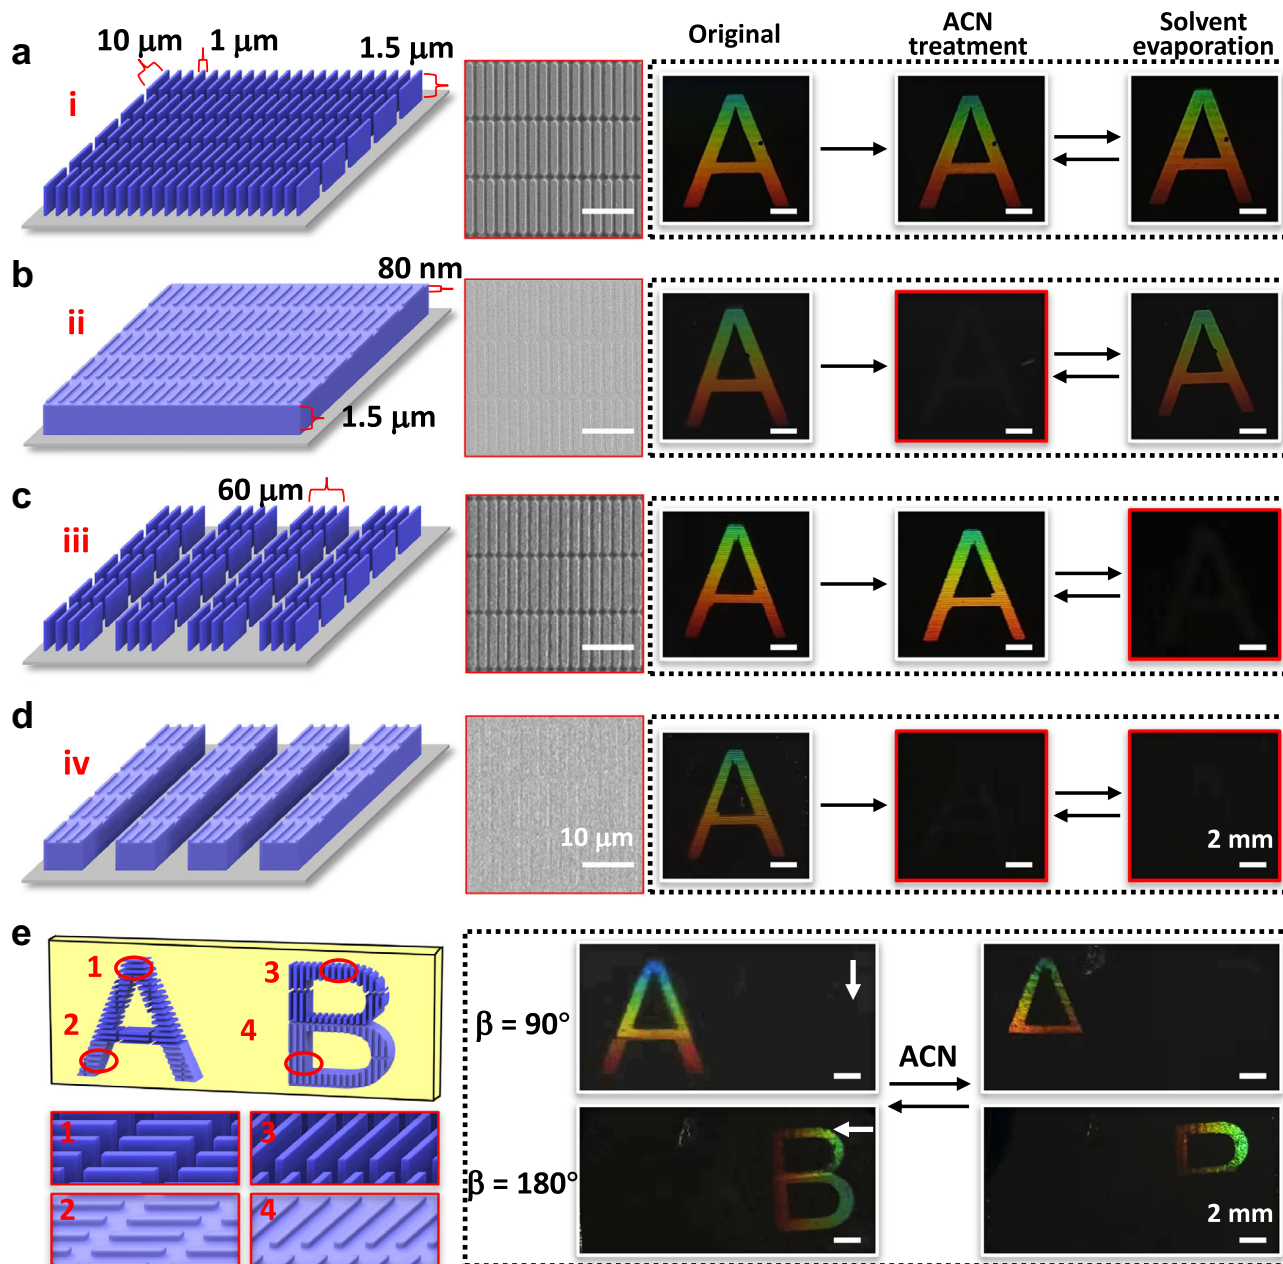 Original
ACN
treatment
Solvent
evaporation
a
10 μm
1 μm
1.5 μm
i
A
A
A
b
80 nm
ii
1.5 μm
A
A
A
c
60 μm
iii
A
A
A
d
iv
10 μm
A
A
2 mm
e
1
2
3
4
A
B
1
3
2
4
β = 90°
A
ACN
β = 180°
B
2 mm